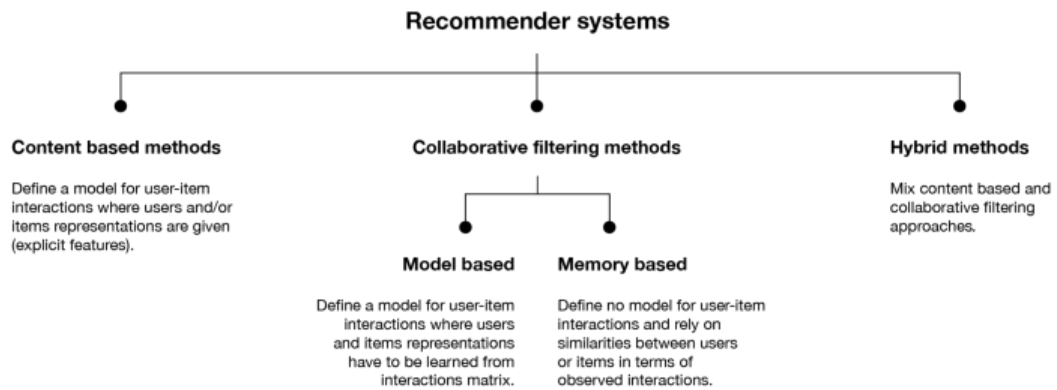 Recommender systems
Content based methods
Define a model for user-item
interactions where users and/or
items representations are given
(explicit features).
Collaborative filtering methods
Model based
Define a model for user-item
interactions where users
and items representations
have to be learned from
interactions matrix.
Memory based
Define no model for user-item
interactions and rely on
similarities between users
or items in terms of
observed interactions.
Hybrid methods
Mix content based and
collaborative filtering
approaches.